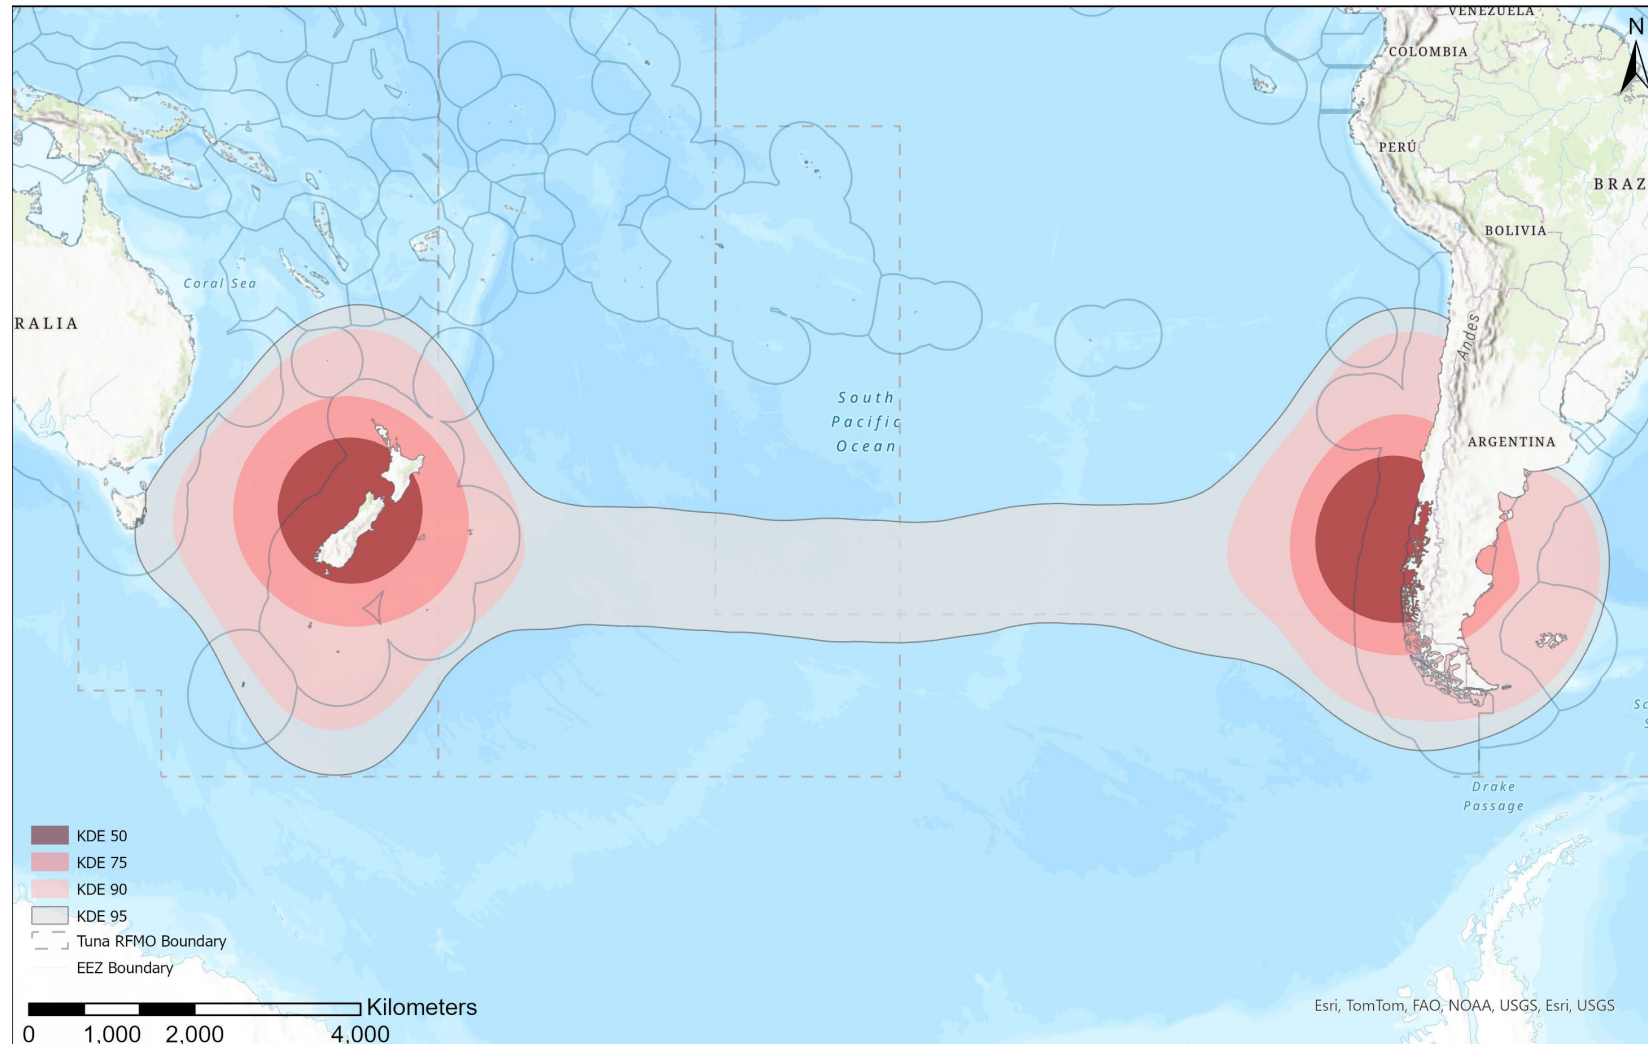 VENEZUELA
N
COLOMBIA
PERÚ
BRAZ
BOLIVIA
Coral Sea
RALIA
Andes
South
Pacific
Ocean
ARGENTINA
Drake
Passage
KDE 50
KDE 75
KDE 90
KDE 95
Tuna RFMO Boundary
EEZ Boundary
Kilometers
0 1,000 2,000 4,000
Esri, TomTom, FAO, NOAA, USGS, Esri, USGS